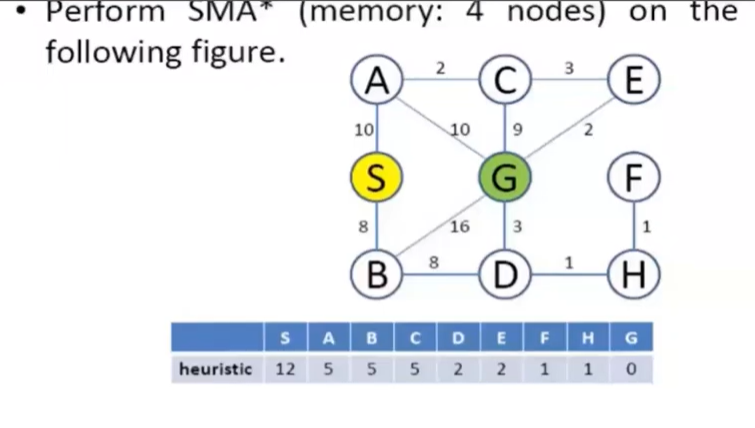 • Perform SMA* (memory: 4 nodes) on the
following figure.
A 2 C 3 E
10 10 9 2
S G F
8 16 3 1
B 8 D 1 H
S A B C D E F H G
heuristic 12 5 5 5 2 2 1 1 0